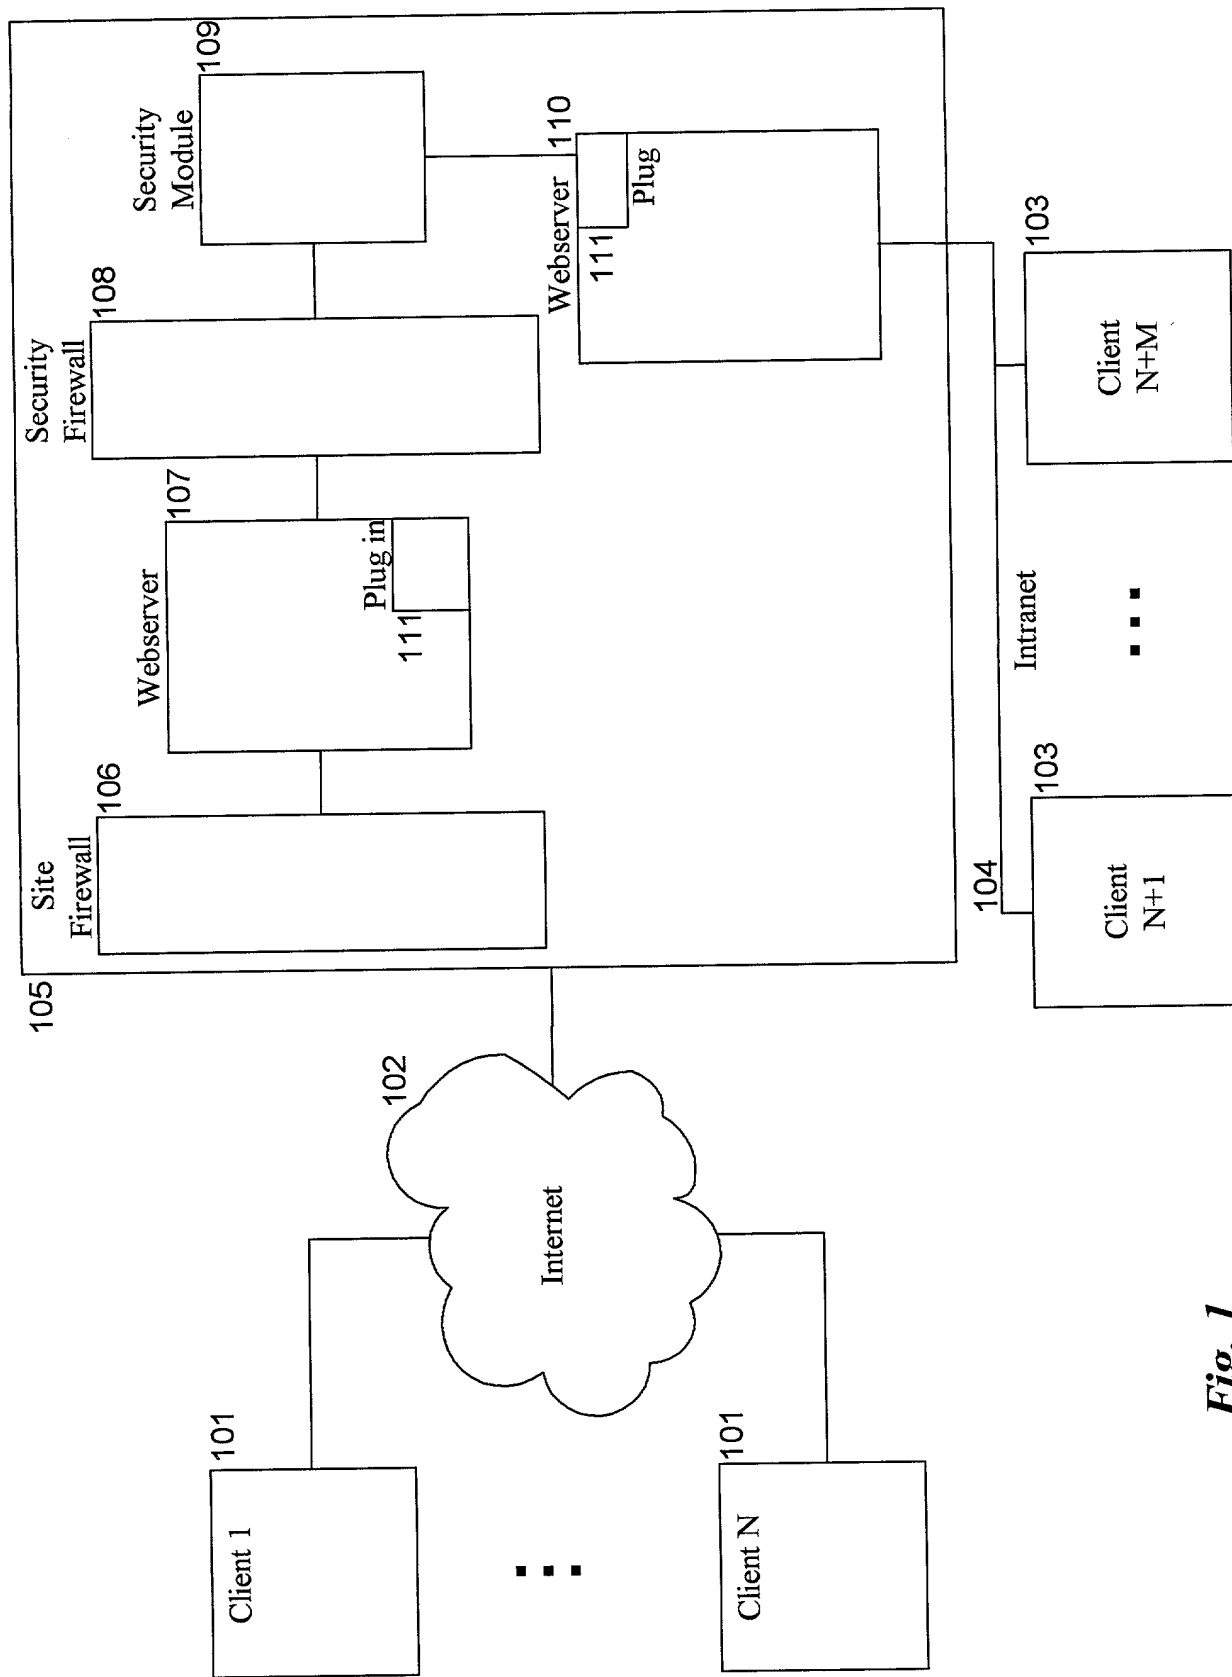 105
Site
Firewall
106
Webserver
107
Plug in
111
Security
Firewall
108
Security
Module
109
Webserver
110
111
Plug
101
Client 1
102
Internet
101
Client N
104
103
Client
N+1
Intranet
103
Client
N+M
Fig. 1